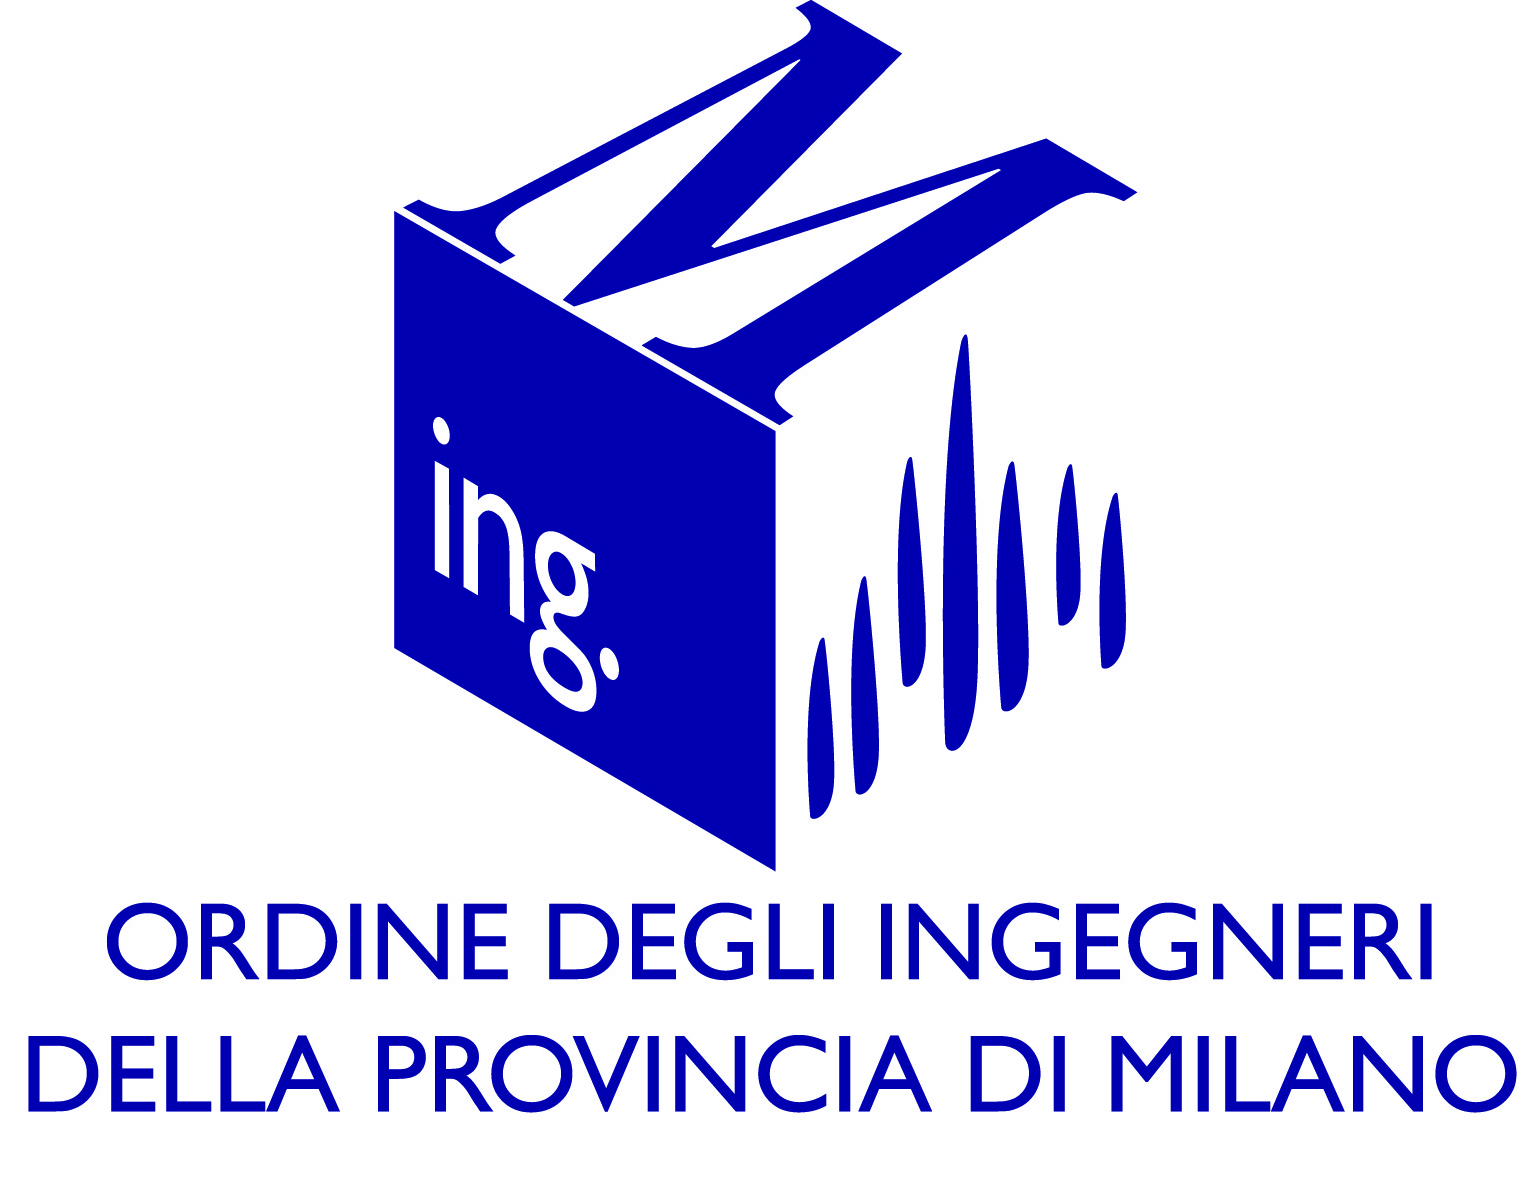 M
ing.
ORDINE DEGLI INGEGNERI
DELLA PROVINCIA DI MILANO